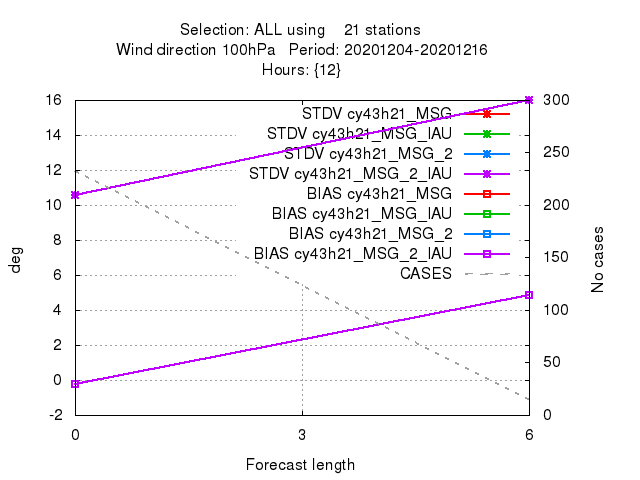 Selection: ALL using    21 stations
Wind direction 100hPa   Period: 20201204-20201216
Hours: {12}
16
14
12
10
8
6
4
2
0
-2
deg
STDV cy43h21_MSG
STDV cy43h21_MSG_IAU
STDV cy43h21_MSG_2
STDV cy43h21_MSG_2_IAU
BIAS cy43h21_MSG
BIAS cy43h21_MSG_IAU
BIAS cy43h21_MSG_2
BIAS cy43h21_MSG_2_IAU
CASES
300
250
200
150
100
50
0
No cases
0 3 6
Forecast length